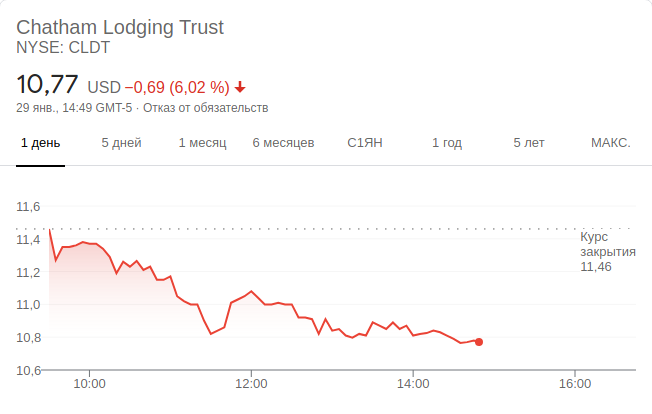 Chatham Lodging Trust
NYSE: CLDT
10,77 USD −0,69 (6,02 %)
29 янв., 14:49 GMT-5 · Отказ от обязательств
1 день 5 дней 1 месяц 6 месяцев С1ЯН 1 год 5 лет МАКС.
11,6
11,4
Курс
закрытия
11,46
11,2
11,0
10,8
10,6
10:00 12:00 14:00 16:00